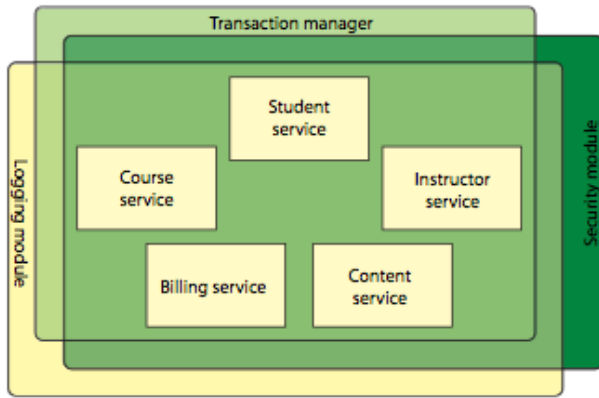 Transaction manager
Student
service
Course
service
Instructor
service
Billing service
Content
service
Logging module
Security module